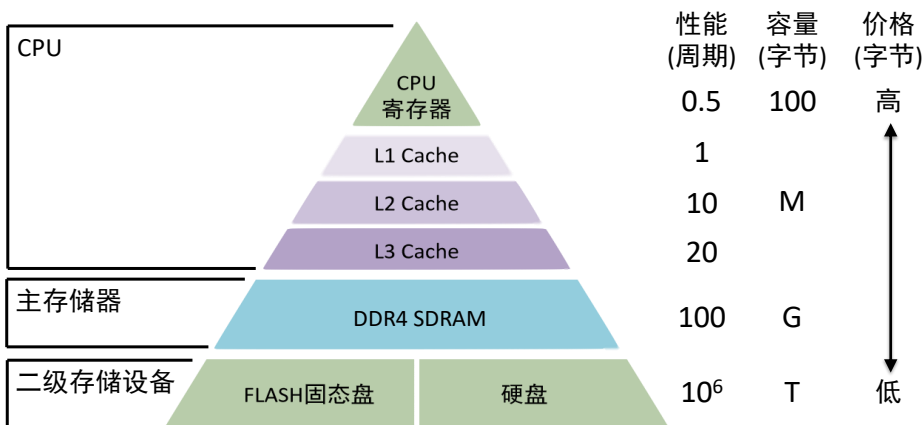 性能 容量 价格
(周期) (字节) (字节)
CPU
CPU
寄存器
0.5 100 高
L1 Cache
1
L2 Cache
10 M
L3 Cache
20
主存储器
DDR4 SDRAM
100 G
二级存储设备
FLASH固态盘
硬盘
10⁶ T 低